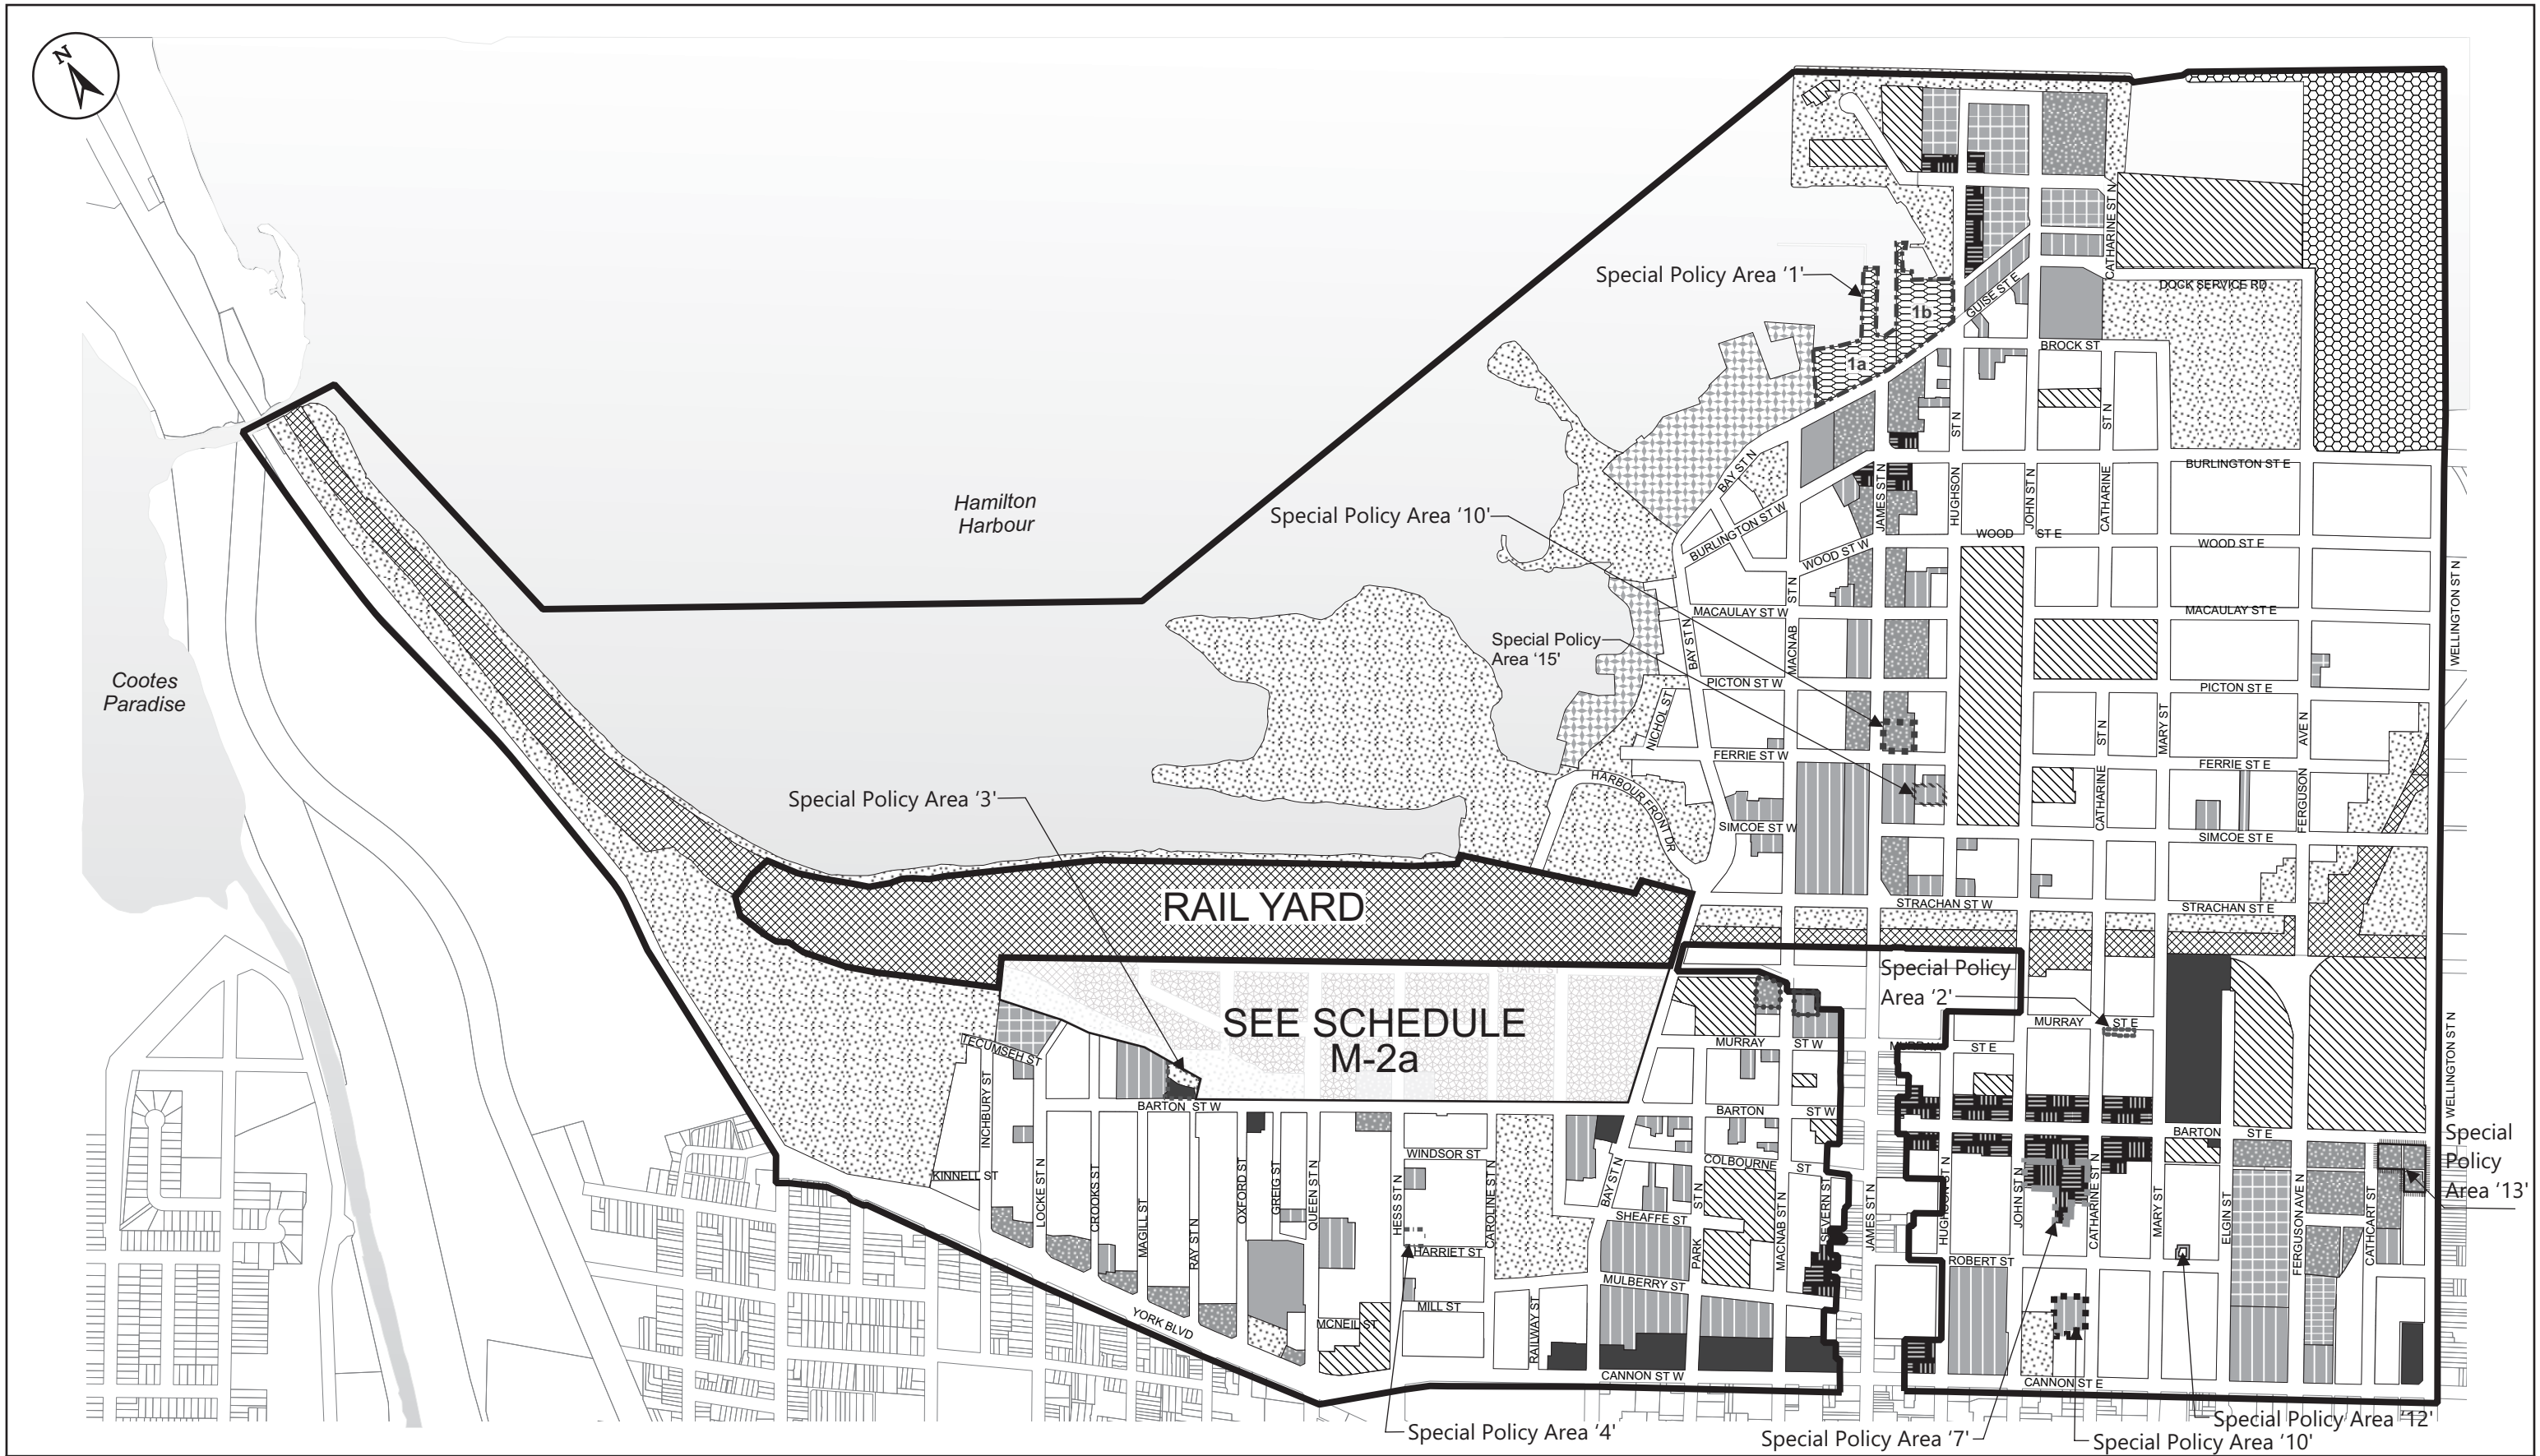 N
Special Policy Area '1'
1b
CATHARINE ST N
DOCK SERVICE RD
GUISE ST E
1a
BROCK ST
ST N
ST N
BURLINGTON ST E
Hamilton
Harbour
Special Policy Area '10'
BAY ST N
BURLINGTON ST W
JAMES ST N
HUGHSON
JOHN ST N
CATHARINE
WOOD ST E
WOOD ST E
WOOD ST W
WELLINGTON ST N
ST N
MACAULAY ST W
MACAULAY ST E
Special Policy
Area '15'
BAY ST N
MACNAB
Cootes
Paradise
PICTON ST W
PICTON ST E
NICHOL ST
ST N
MARY ST
AVE N
FERRIE ST W
FERRIE ST E
HARBOUR FRONT DR
CATHARINE
FERGUSON
Special Policy Area '3'
SIMCOE ST W
SIMCOE ST E
RAIL YARD
STRACHAN ST W
STRACHAN ST E
STUART ST
Special Policy
Area '2'
SEE SCHEDULE
M-2a
MURRAY ST E
MURRAY ST W
MURRAY ST E
TECUMSEH ST
INCHBURY ST
WELLINGTON ST N
BARTON ST W
BARTON ST W
BARTON ST E
Special
Policy
Area '13'
WINDSOR ST
COLBOURNE ST
KINNELL ST
LOCKE ST N
CROOKS ST
MAGILL ST
RAY ST N
OXFORD ST
GREIG ST
QUEEN ST N
HESS ST N
CAROLINE ST N
BAY ST N
SHEAFFE ST
PARK ST N
MACNAB ST N
SEVERN ST
JAMES ST N
HUGHSON ST N
JOHN ST N
CATHARINE ST N
MARY ST
ELGIN ST
FERGUSON AVE N
CATHCART ST
HARRIET ST
ROBERT ST
MULBERRY ST
MILL ST
RAILWAY ST
YORK BLVD
MCNEIL ST
CANNON ST W
CANNON ST E
Special Policy Area '4'
Special Policy Area '7'
Special Policy Area '10'
Special Policy Area '12'